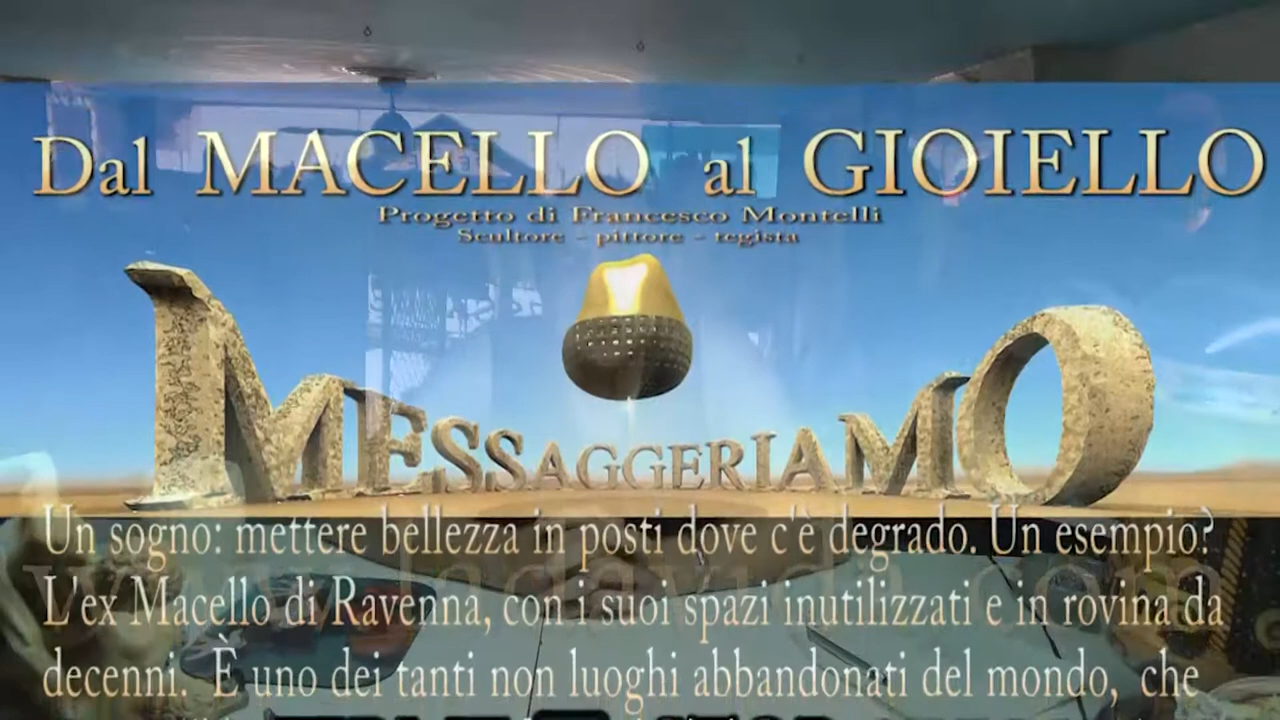 Dal MACELLO al GIOIELLO
Progetto di Francesco Montelli
Scultore - pittore - regista
MESSAGGERIAMO
Un sogno: mettere bellezza in posti dove c'è degrado. Un esempio?
L'ex Macello di Ravenna, con i suoi spazi inutilizzati e in rovina da
decenni. È uno dei tanti non luoghi abbandonati del mondo, che